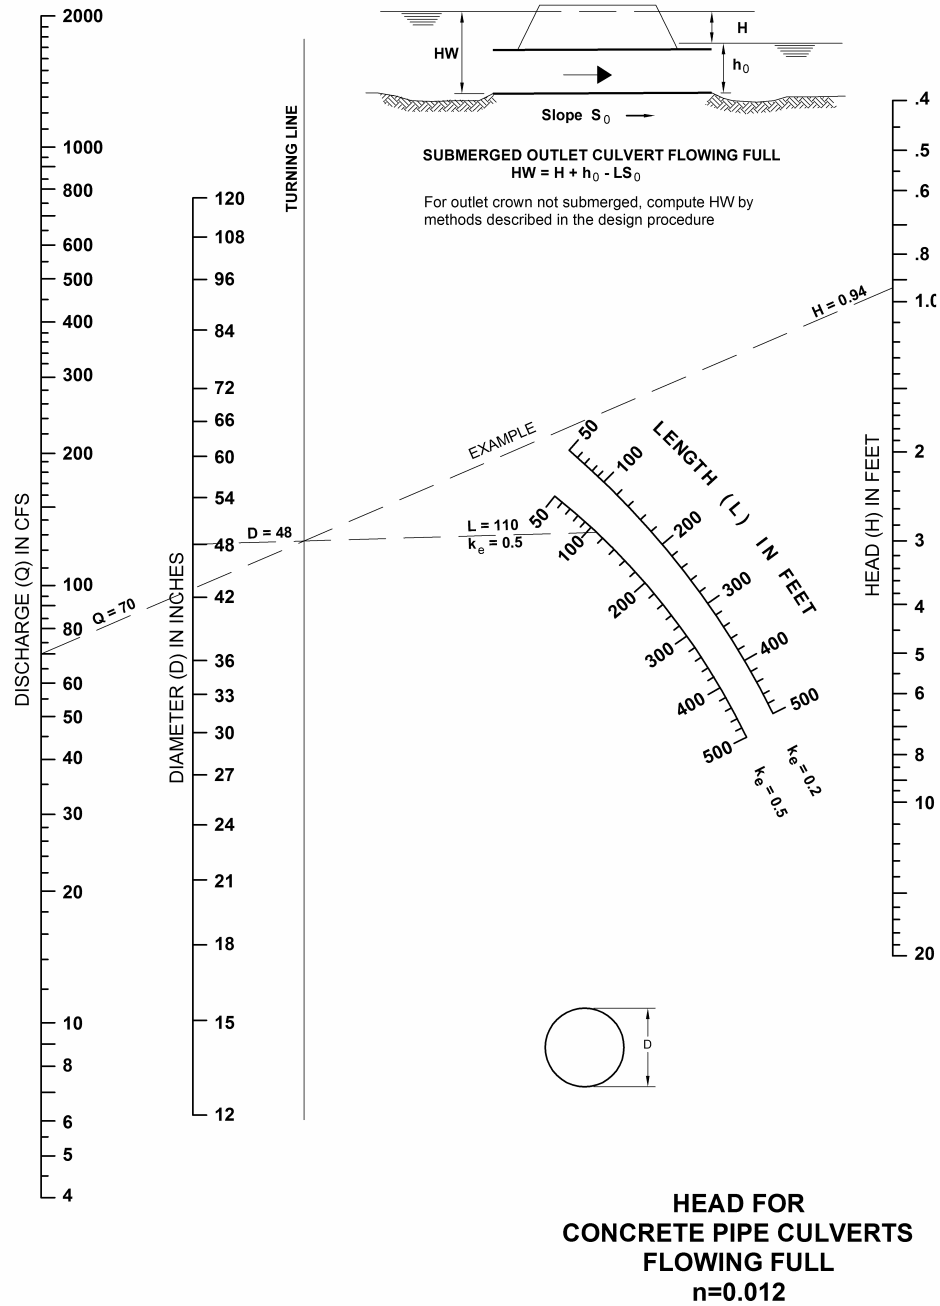 2000
1000
800
600
500
400
300
200
100
80
60
50
40
30
20
10
8
6
5
4
DISCHARGE (Q) IN CFS
Q = 70
120
108
96
84
72
66
60
54
48
42
36
33
30
27
24
21
18
15
12
DIAMETER (D) IN INCHES
D = 48
TURNING LINE
HW
H
h0
Slope S0
SUBMERGED OUTLET CULVERT FLOWING FULL
HW = H + h0 - LS0
For outlet crown not submerged, compute HW by
methods described in the design procedure
H = 0.94
EXAMPLE
L = 110
ke = 0.5
50
100
200
300
400
500
ke = 0.2
LENGTH (L) IN FEET
50
100
200
300
400
500
ke = 0.5
.4
.5
.6
.8
1.0
2
3
4
5
6
8
10
20
HEAD (H) IN FEET
D
HEAD FOR
CONCRETE PIPE CULVERTS
FLOWING FULL
n=0.012